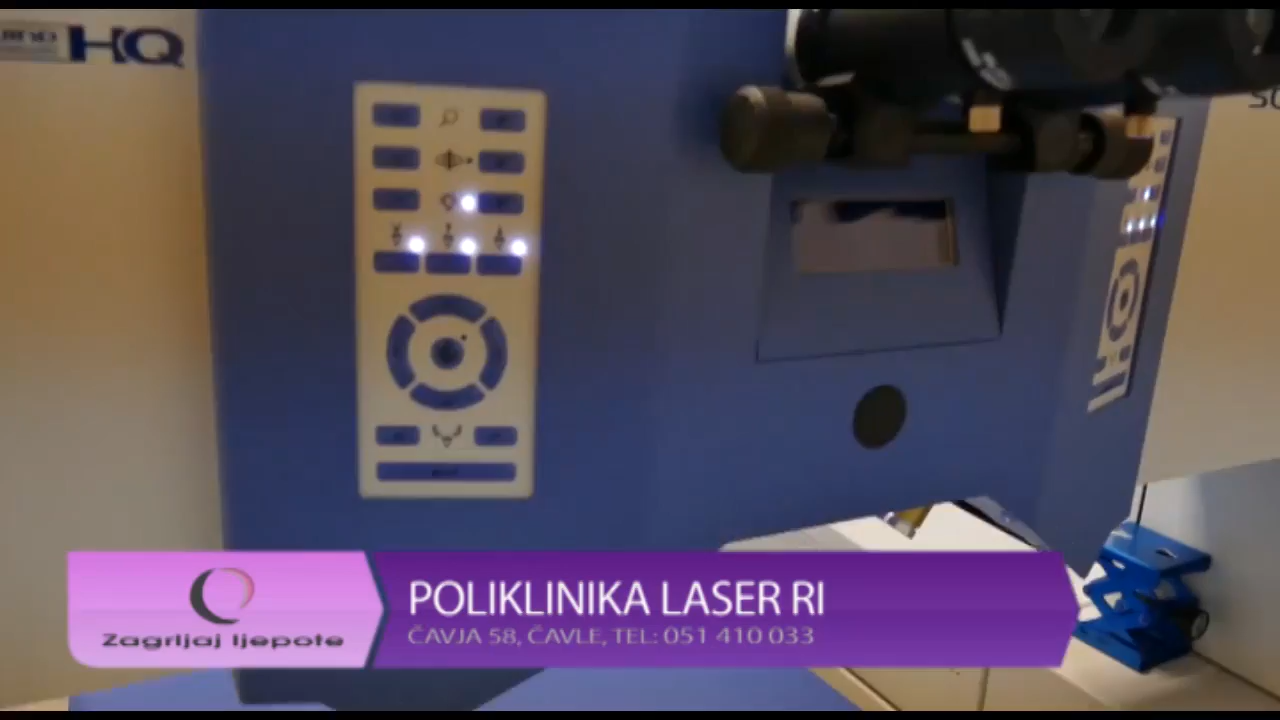 HQ
POLIKLINIKA LASER RI
ČAVJA 58, ČAVLE, TEL: 051 410 033
Zagrljaj ljepote